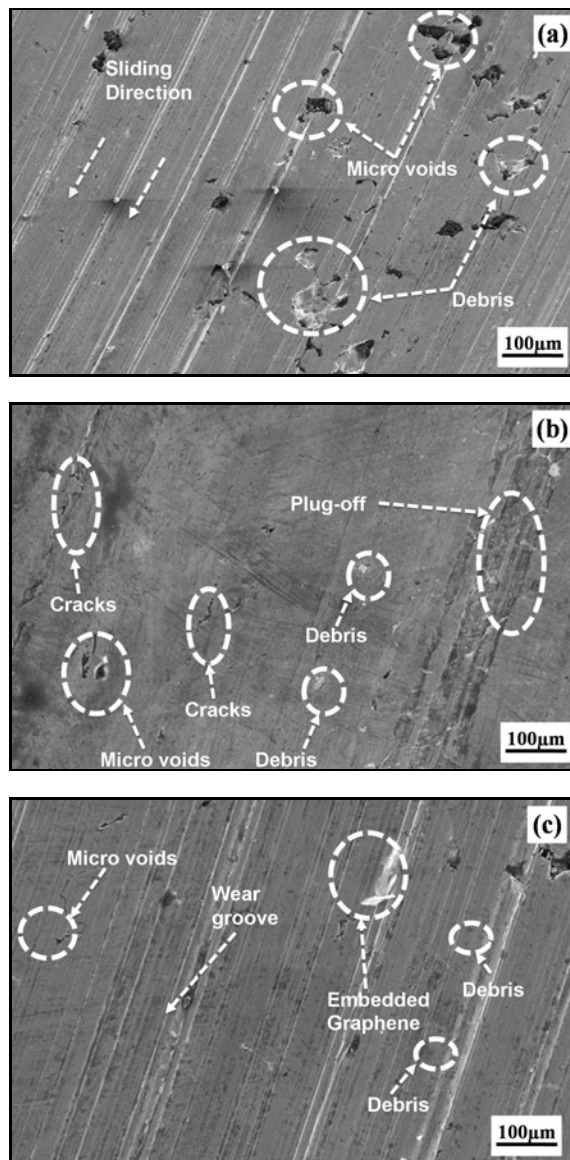 (a)
Sliding
Direction
Micro voids
Debris
100µm
(b)
Plug-off
Cracks
Debris
Cracks
Micro voids
Debris
100µm
(c)
Micro voids
Wear
groove
Embedded
Graphene
Debris
Debris
100µm